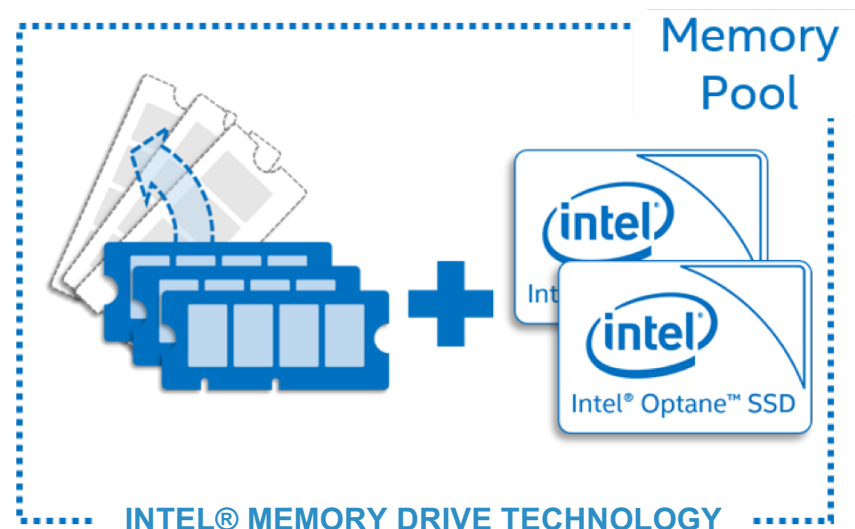 Memory
Pool
intel
Int
intel
Intel® Optane™ SSD
INTEL® MEMORY DRIVE TECHNOLOGY